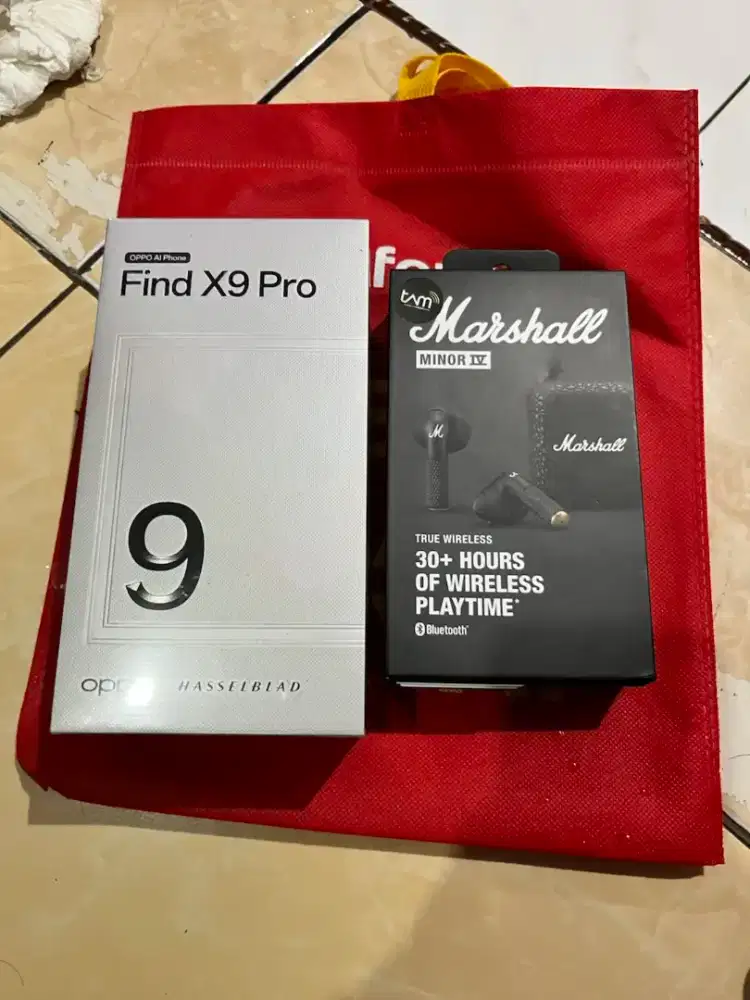 OPPO AI Phone
Find X9 Pro
9
HASSELBLAD
tam
Marshall
MINOR IV
M
Marshall
TRUE WIRELESS
30+ HOURS
OF WIRELESS
PLAYTIME*
Bluetooth®